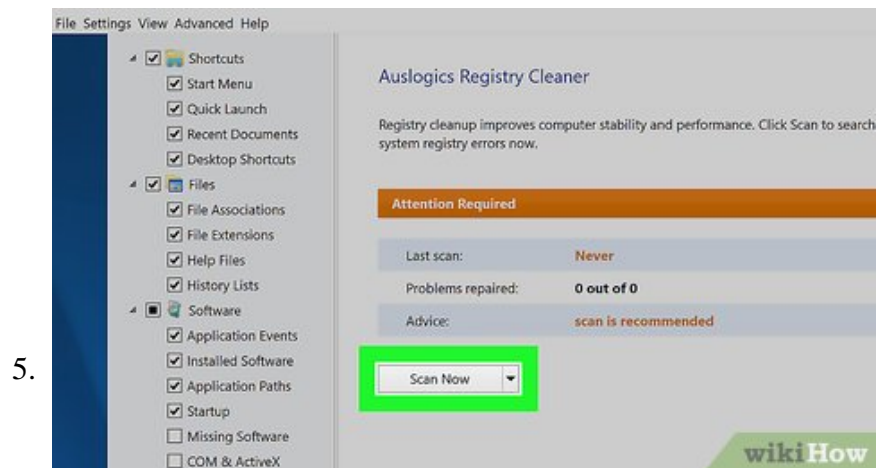 File Settings View Advanced Help
Shortcuts
Start Menu
Quick Launch
Recent Documents
Desktop Shortcuts
Files
File Associations
File Extensions
Help Files
History Lists
Software
Application Events
Installed Software
Application Paths
Startup
Missing Software
COM & ActiveX
Auslogics Registry Cleaner
Registry cleanup improves computer stability and performance. Click Scan to search
system registry errors now.
Attention Required
Last scan: Never
Problems repaired: 0 out of 0
Advice: scan is recommended
Scan Now
5.
wikiHow